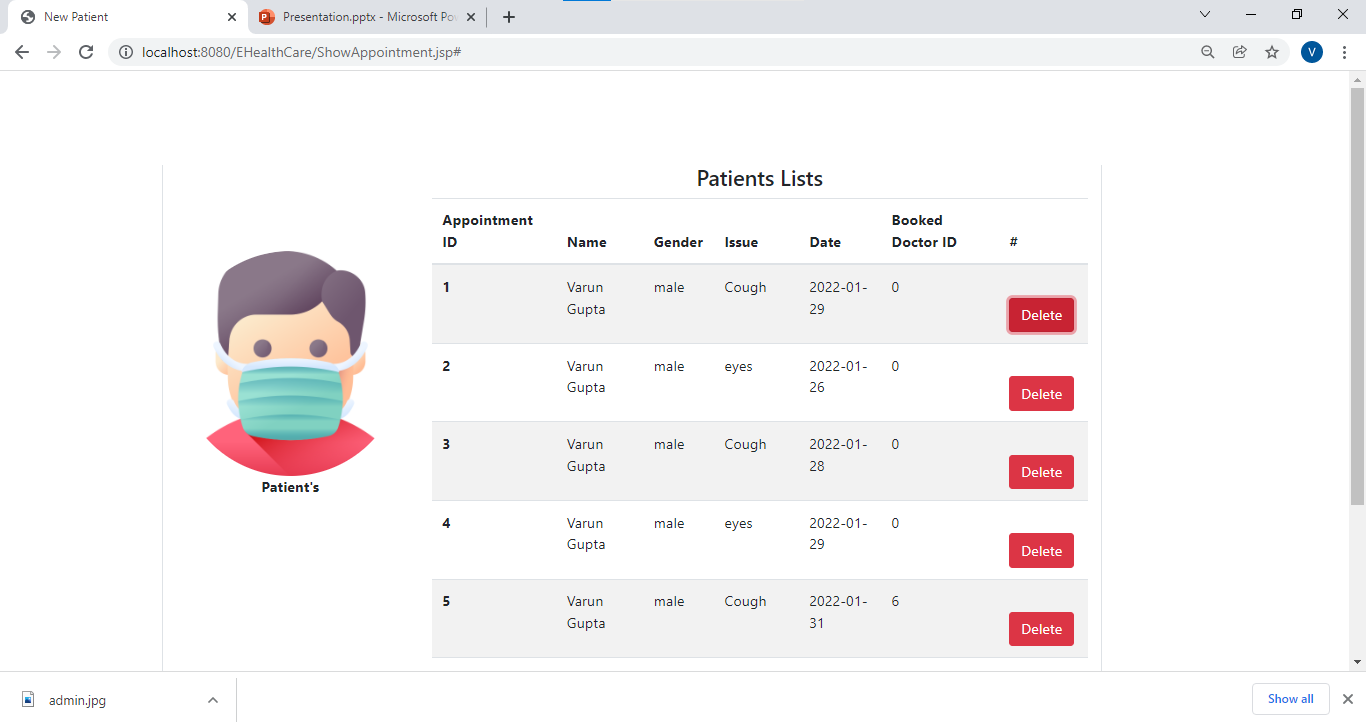 New Patient
Presentation.pptx - Microsoft Po
localhost:8080/EHealthCare/ShowAppointment.jsp#
V
Patients Lists
Appointment ID Name Gender Issue Date Booked Doctor ID #
1 Varun Gupta male Cough 2022-01-29 0 Delete
2 Varun Gupta male eyes 2022-01-26 0 Delete
3 Varun Gupta male Cough 2022-01-28 0 Delete
4 Varun Gupta male eyes 2022-01-29 0 Delete
5 Varun Gupta male Cough 2022-01-31 6 Delete
Patient's
admin.jpg
Show all